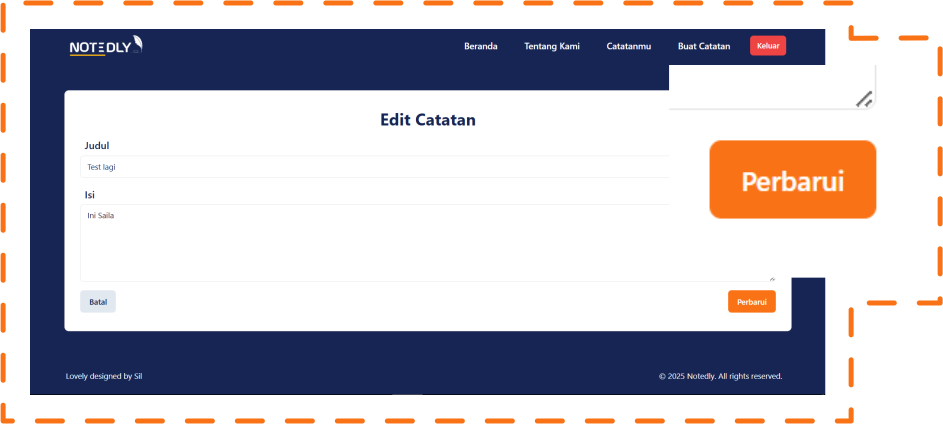 NOTEDLY
Beranda Tentang Kami Catatanmu Buat Catatan Keluar
Edit Catatan
Judul
Test lagi
Isi
Ini Saila
Perbarui
Batal
Perbarui
Lovely designed by Sil
© 2025 Notedly. All rights reserved.